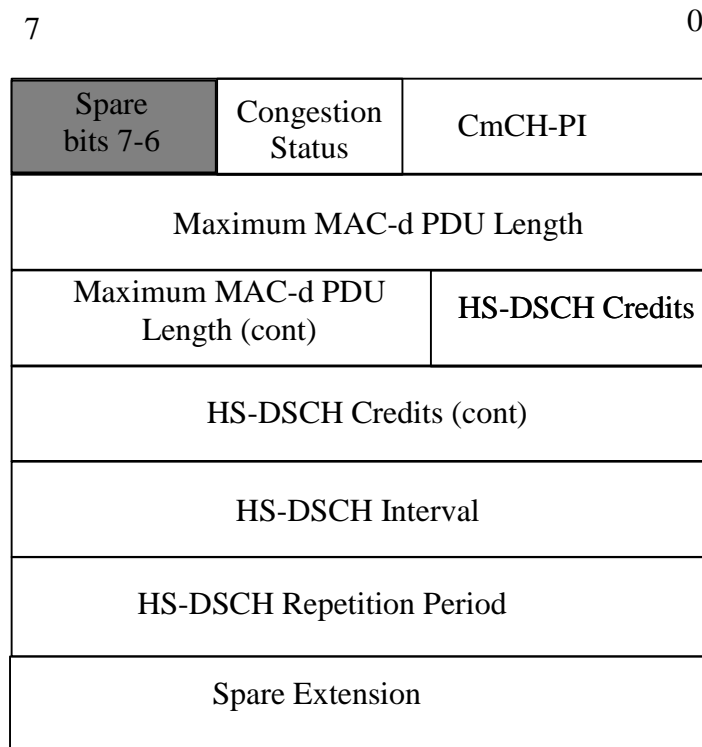 7
0
Spare
bits 7-6
Congestion
Status
CmCH-PI
Maximum MAC-d PDU Length
Maximum MAC-d PDU
Length (cont)
HS-DSCH Credits
HS-DSCH Credits (cont)
HS-DSCH Interval
HS-DSCH Repetition Period
Spare Extension